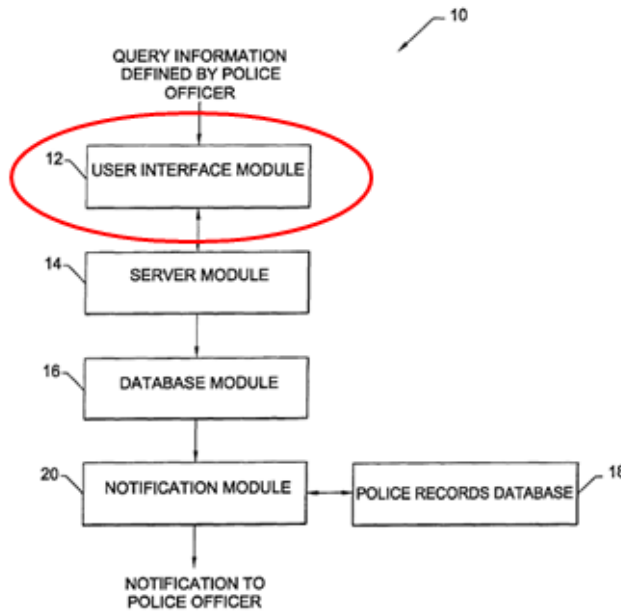 10
QUERY INFORMATION
DEFINED BY POLICE
OFFICER
12
USER INTERFACE MODULE
14
SERVER MODULE
16
DATABASE MODULE
20
NOTIFICATION MODULE
POLICE RECORDS DATABASE
18
NOTIFICATION TO
POLICE OFFICER